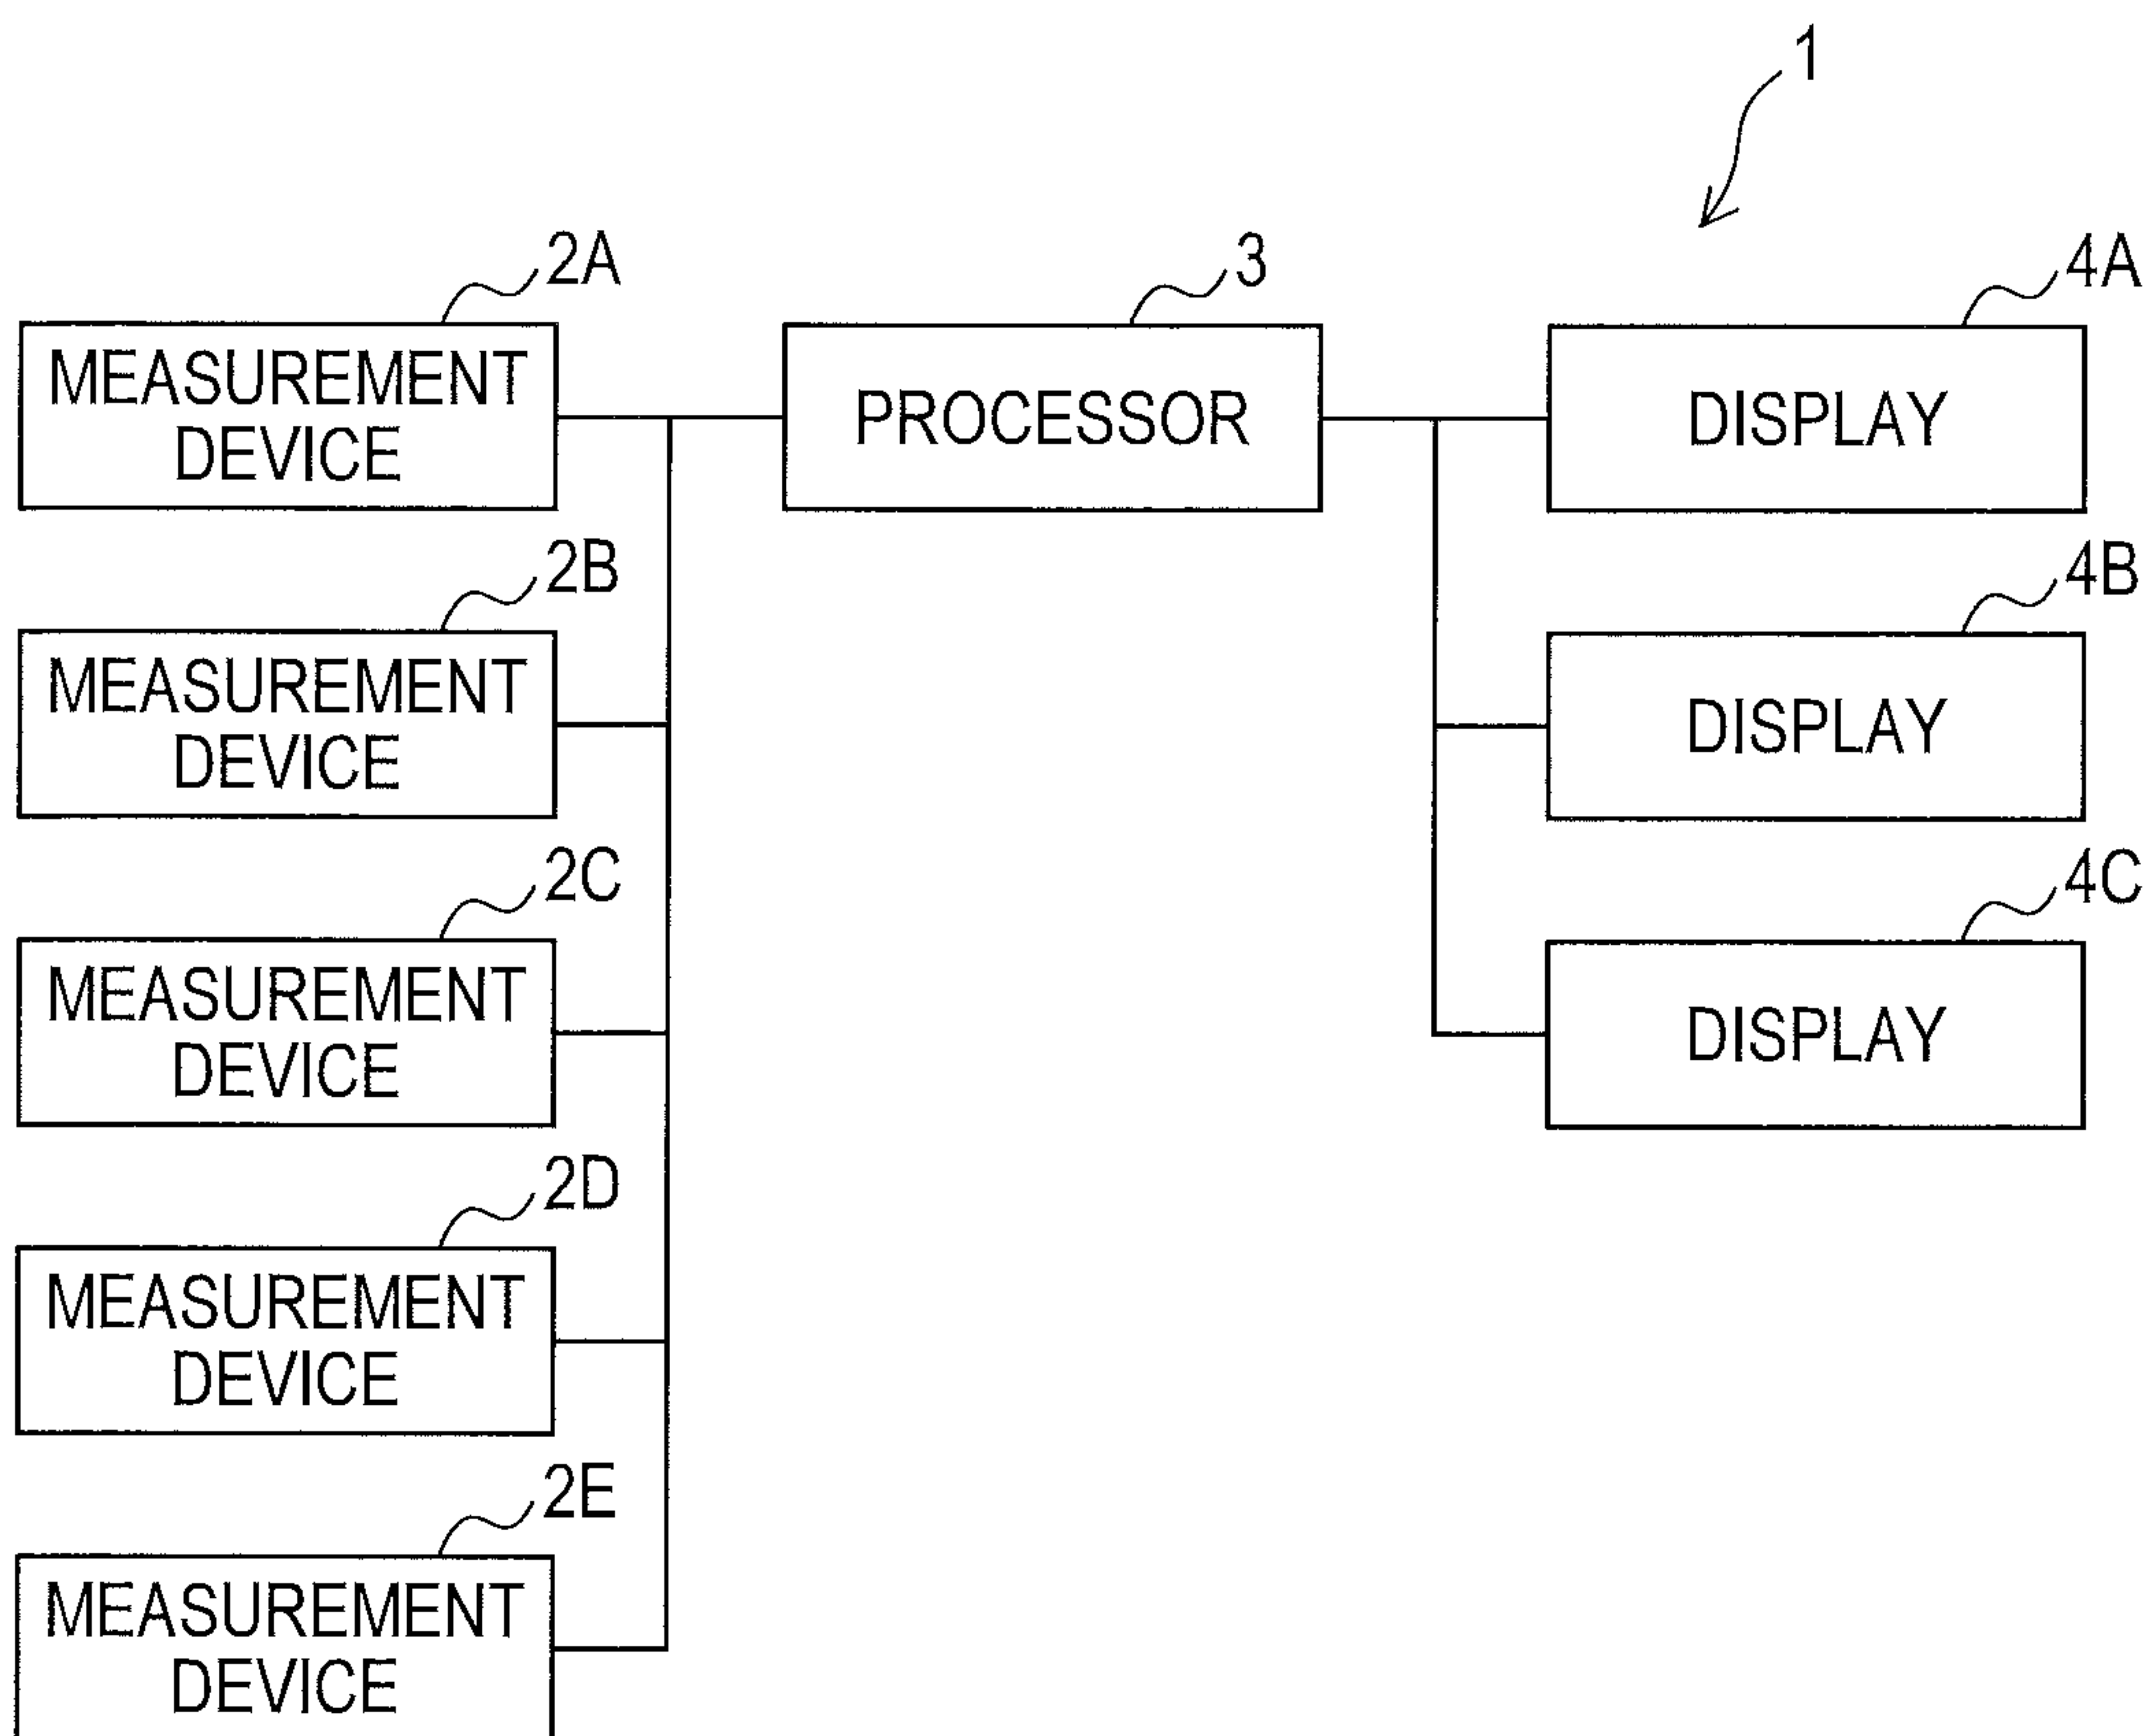 1
2A
3
4A
MEASUREMENT
DEVICE
PROCESSOR
DISPLAY
2B
4B
MEASUREMENT
DEVICE
DISPLAY
2C
4C
MEASUREMENT
DEVICE
DISPLAY
2D
MEASUREMENT
DEVICE
2E
MEASUREMENT
DEVICE